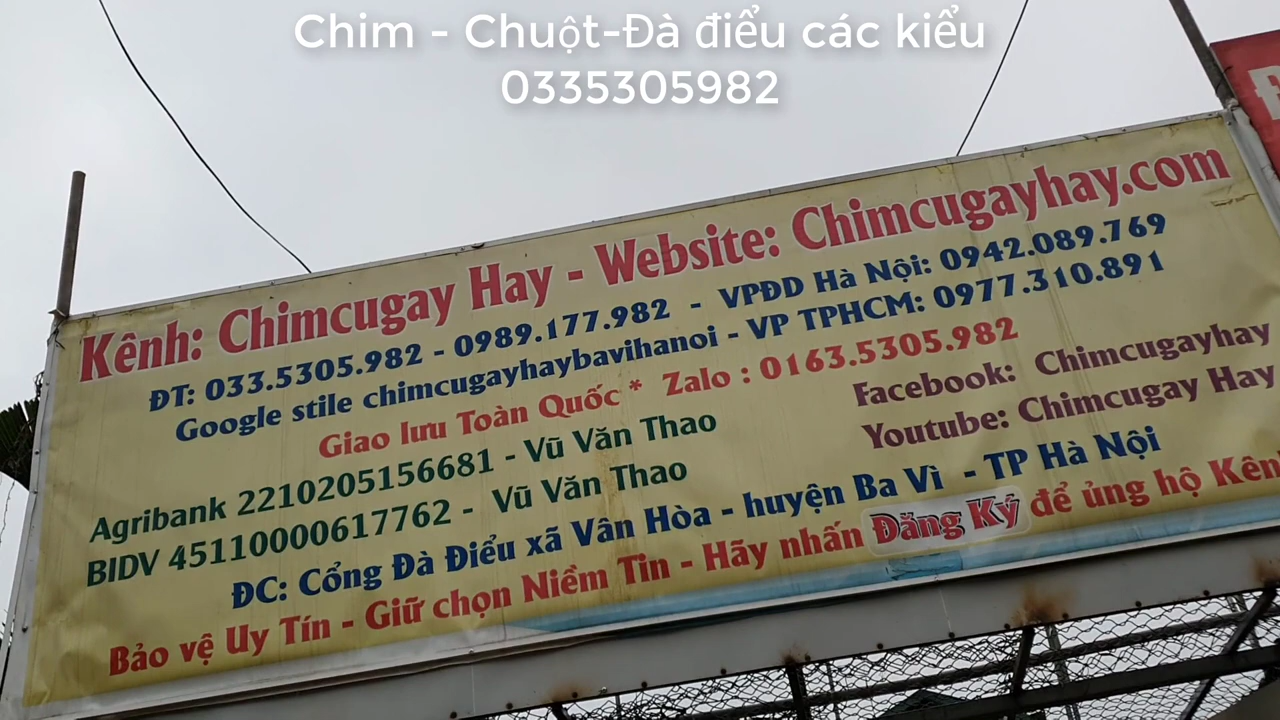 Chim - Chuột-Đà điểu các kiểu
0335305982
Kênh: Chimcugay Hay - Website: Chimcugayhay.com
ĐT: 033.5305.982 - 0989.177.982 - VPĐD Hà Nội: 0942.089.769
Google stile chimcugayhaybavihanoi - VP TPHCM: 0977.310.891
Giao lưu Toàn Quốc * Zalo : 0163.5305.982
Agribank 2210205156681 - Vũ Văn Thao
Facebook: Chimcugayhay
BIDV 45110000617762 - Vũ Văn Thao
Youtube: Chimcugay Hay
ĐC: Cổng Đà Điểu xã Vân Hòa - huyện Ba Vì - TP Hà Nội
Bảo vệ Uy Tín - Giữ chọn Niềm Tin - Hãy nhấn Đăng Ký để ủng hộ Kên